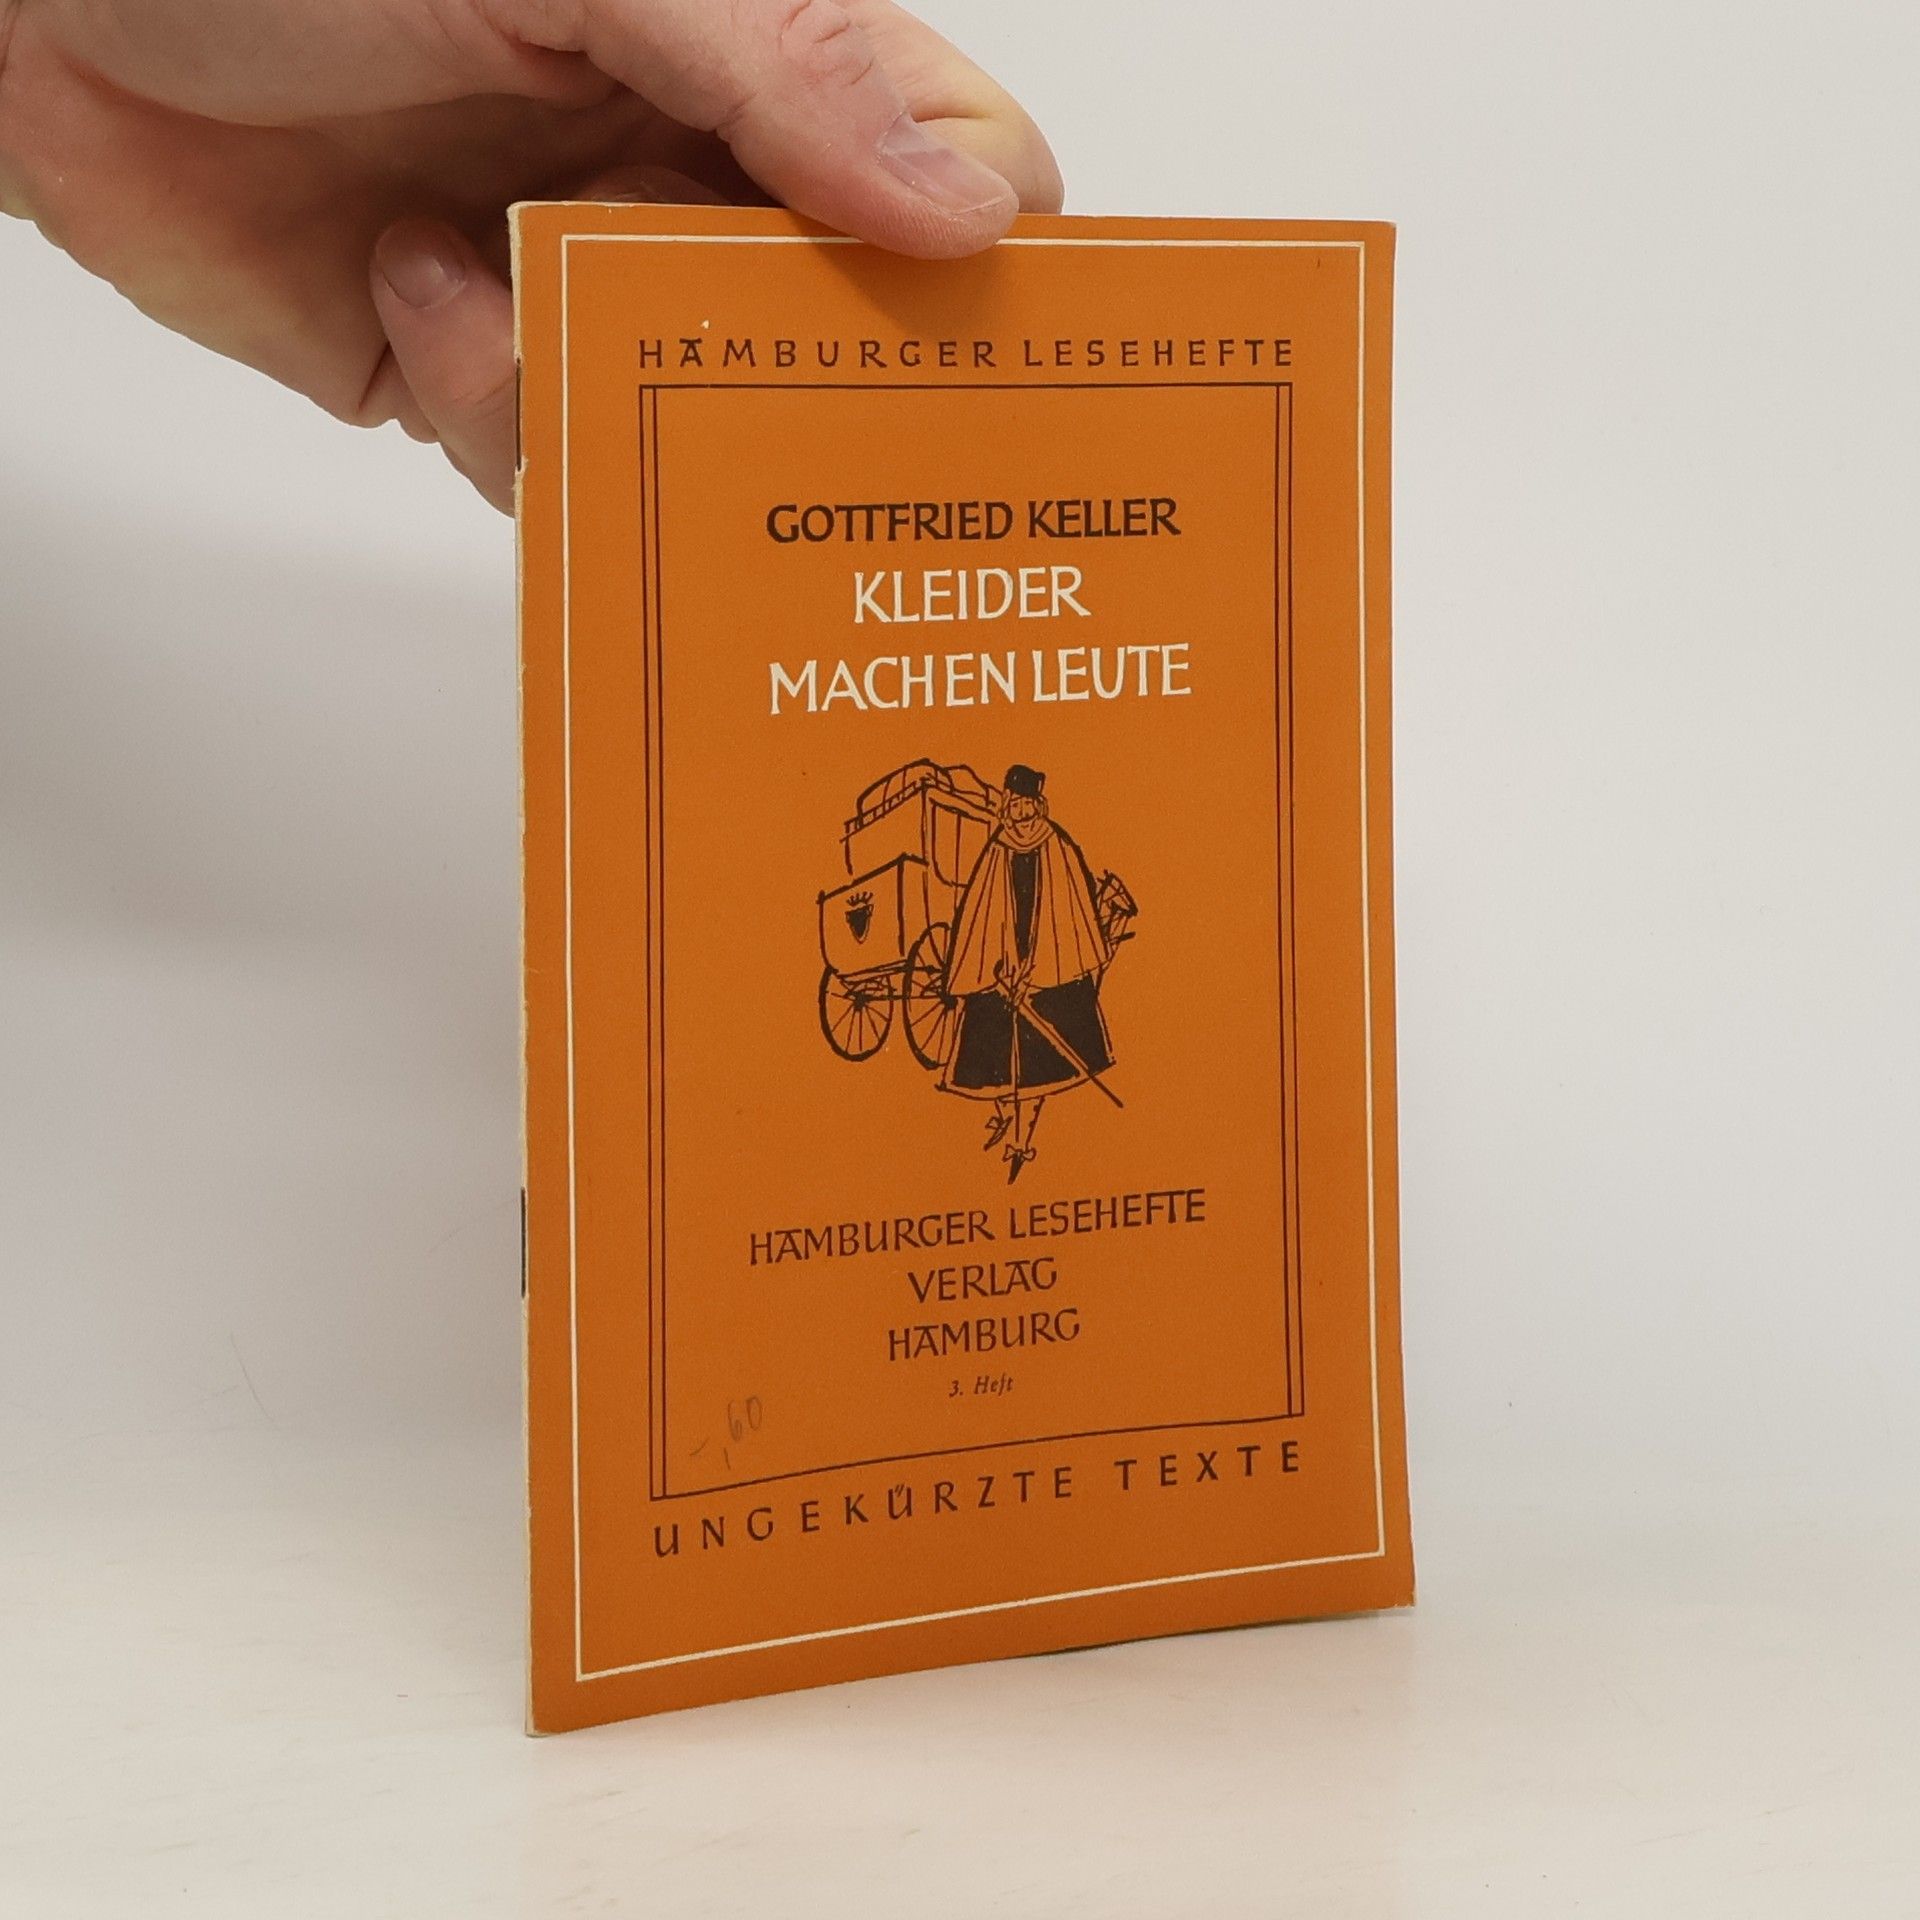 HAMBURGER LESEHEFTE
GOTTFRIED KELLER
KLEIDER
MACHEN LEUTE
HAMBURGER LESEHEFTE
VERLAG
HAMBURG
3. Heft
-,60
UNGEKÜRZTE TEXTE